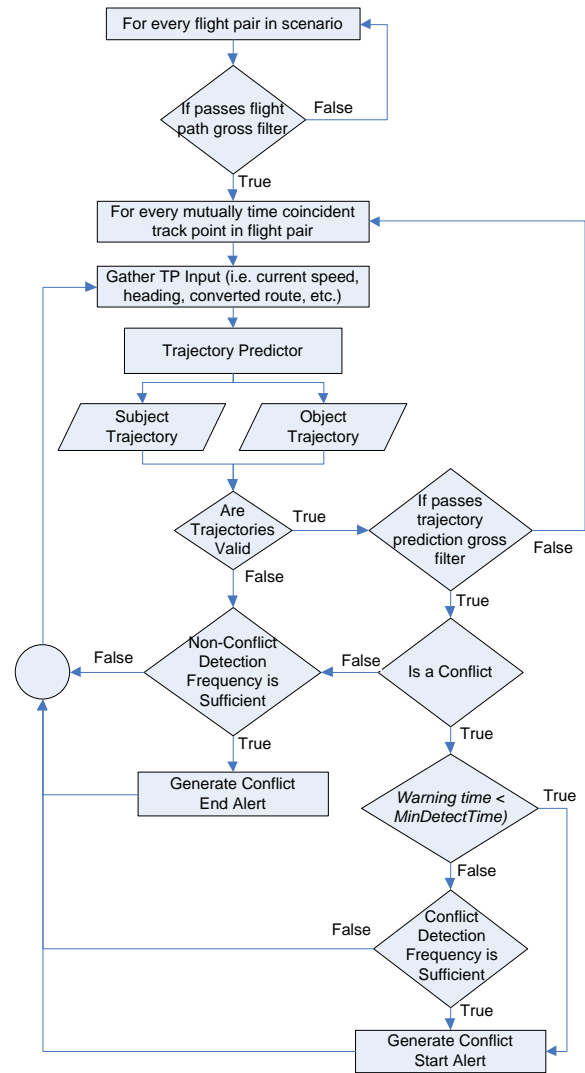 For every flight pair in scenario
If passes flight
path gross filter
False
True
For every mutually time coincident
track point in flight pair
Gather TP Input (i.e. current speed,
heading, converted route, etc.)
Trajectory Predictor
Subject
Trajectory
Object
Trajectory
Are
Trajectories
Valid
True
If passes
trajectory
prediction gross
filter
False
False
True
Non-Conflict
Detection
Frequency is
Sufficient
False
False
Is a Conflict
True
True
Generate Conflict
End Alert
Warning time <
MinDetectTime)
True
False
Conflict
Detection
Frequency is
Sufficient
False
True
Generate Conflict
Start Alert